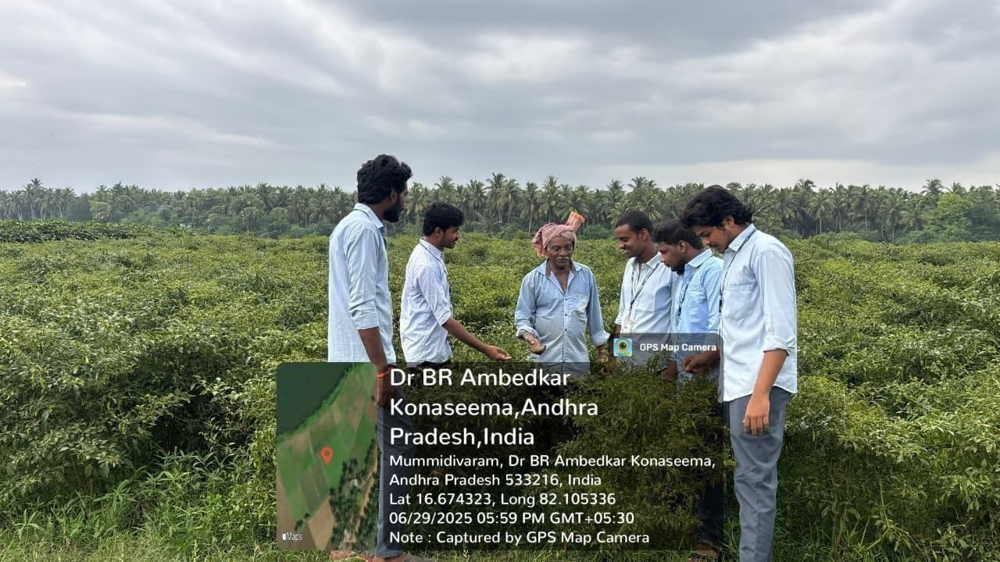 GPS Map Camera
Dr BR Ambedkar
Konaseema,Andhra
Pradesh,India
Mummidivaram, Dr BR Ambedkar Konaseema,
Andhra Pradesh 533216, India
Lat 16.674323, Long 82.105336
06/29/2025 05:59 PM GMT+05:30
Note : Captured by GPS Map Camera
Maps